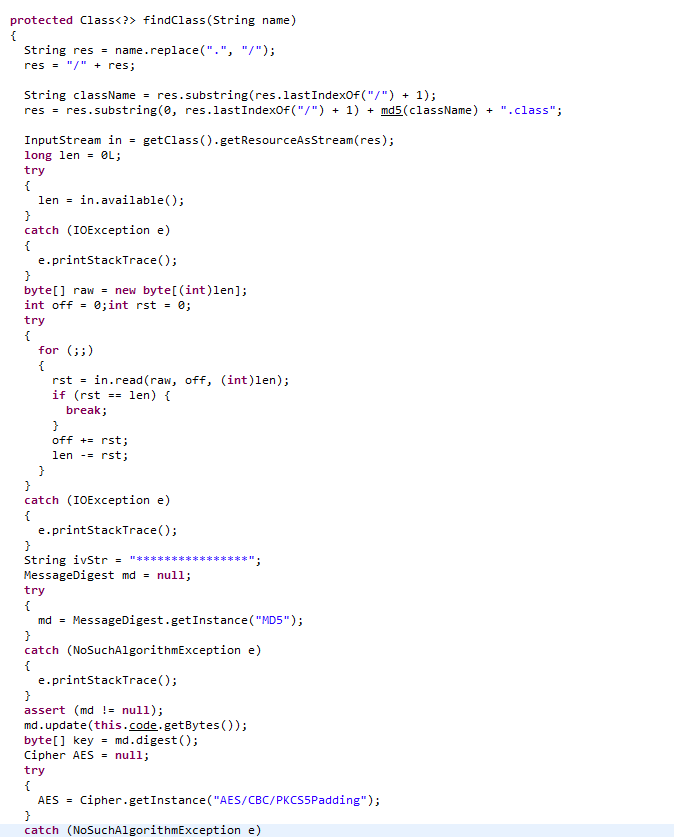 protected Class<?> findClass(String name)
{
  String res = name.replace(".", "/");
  res = "/" + res;

  String className = res.substring(res.lastIndexOf("/") + 1);
  res = res.substring(0, res.lastIndexOf("/") + 1) + md5(className) + ".class";

  InputStream in = getClass().getResourceAsStream(res);
  long len = 0L;
  try
  {
    len = in.available();
  }
  catch (IOException e)
  {
    e.printStackTrace();
  }
  byte[] raw = new byte[(int)len];
  int off = 0;int rst = 0;
  try
  {
    for (;;)
    {
      rst = in.read(raw, off, (int)len);
      if (rst == len) {
        break;
      }
      off += rst;
      len -= rst;
    }
  }
  catch (IOException e)
  {
    e.printStackTrace();
  }
  String ivStr = "****************";
  MessageDigest md = null;
  try
  {
    md = MessageDigest.getInstance("MD5");
  }
  catch (NoSuchAlgorithmException e)
  {
    e.printStackTrace();
  }
  assert (md != null);
  md.update(this.code.getBytes());
  byte[] key = md.digest();
  Cipher AES = null;
  try
  {
    AES = Cipher.getInstance("AES/CBC/PKCS5Padding");
  }
  catch (NoSuchAlgorithmException e)